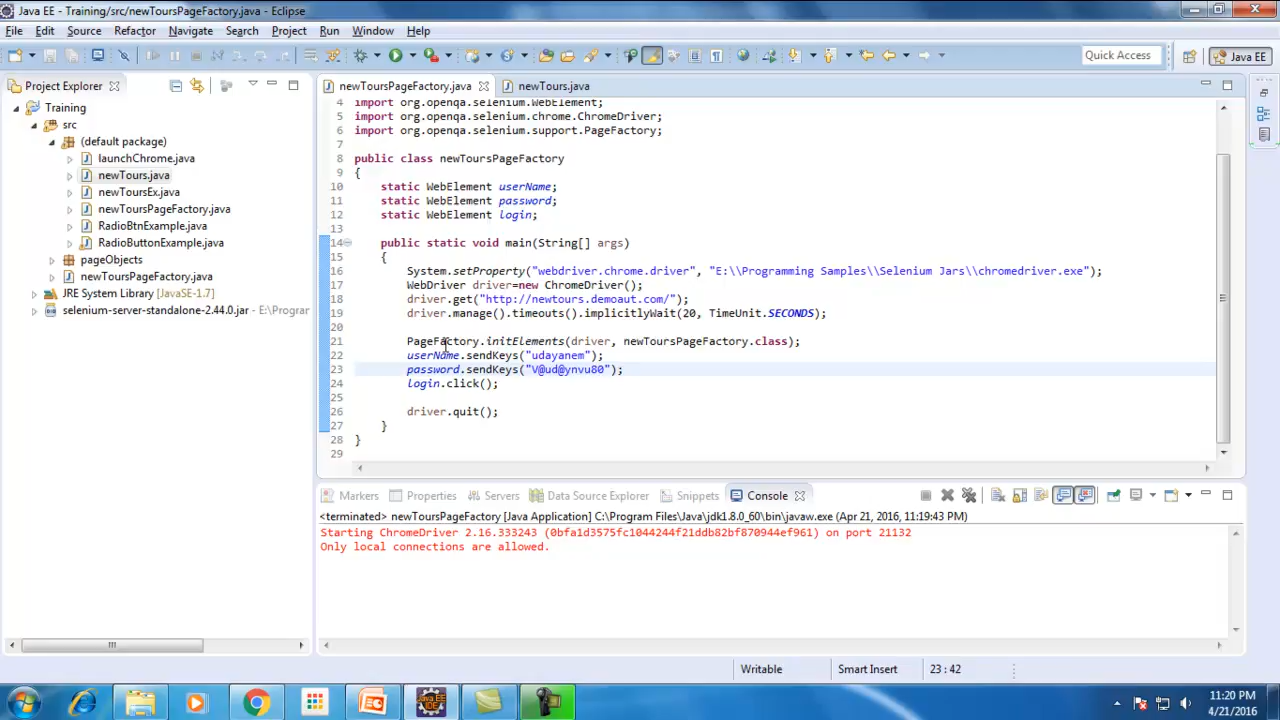 Java EE - Training/src/newToursPageFactory.java - Eclipse
File Edit Source Refactor Navigate Search Project Run Window Help
Quick Access Java EE
Project Explorer
newToursPageFactory.java newTours.java
Training
src
(default package)
launchChrome.java
newTours.java
newToursEx.java
newToursPageFactory.java
RadioBtnExample.java
RadioButtonExample.java
pageObjects
newToursPageFactory.java
JRE System Library [JavaSE-1.7]
selenium-server-standalone-2.44.0.jar - E:\Prograr
4 import org.openqa.selenium.WebElement;
5 import org.openqa.selenium.chrome.ChromeDriver;
6 import org.openqa.selenium.support.PageFactory;
7
8 public class newToursPageFactory
9 {
10 static WebElement userName;
11 static WebElement password;
12 static WebElement login;
13
14 public static void main(String[] args)
15 {
16 System.setProperty("webdriver.chrome.driver", "E:\\Programming Samples\\Selenium Jars\\chromedriver.exe");
17 WebDriver driver=new ChromeDriver();
18 driver.get("http://newtours.demoaut.com/");
19 driver.manage().timeouts().implicitlyWait(20, TimeUnit.SECONDS);
20
21 PageFactory.initElements(driver, newToursPageFactory.class);
22 userName.sendKeys("udayanem");
23 password.sendKeys("V@ud@ynvu80");
24 login.click();
25
26 driver.quit();
27 }
28 }
29
Markers Properties Servers Data Source Explorer Snippets Console
<terminated> newToursPageFactory [Java Application] C:\Program Files\Java\jdk1.8.0_60\bin\javaw.exe (Apr 21, 2016, 11:19:43 PM)
Starting ChromeDriver 2.16.333243 (0bfa1d3575fc1044244f21ddb82bf870944ef961) on port 21132
Only local connections are allowed.
Writable Smart Insert 23 : 42
11:20 PM
4/21/2016